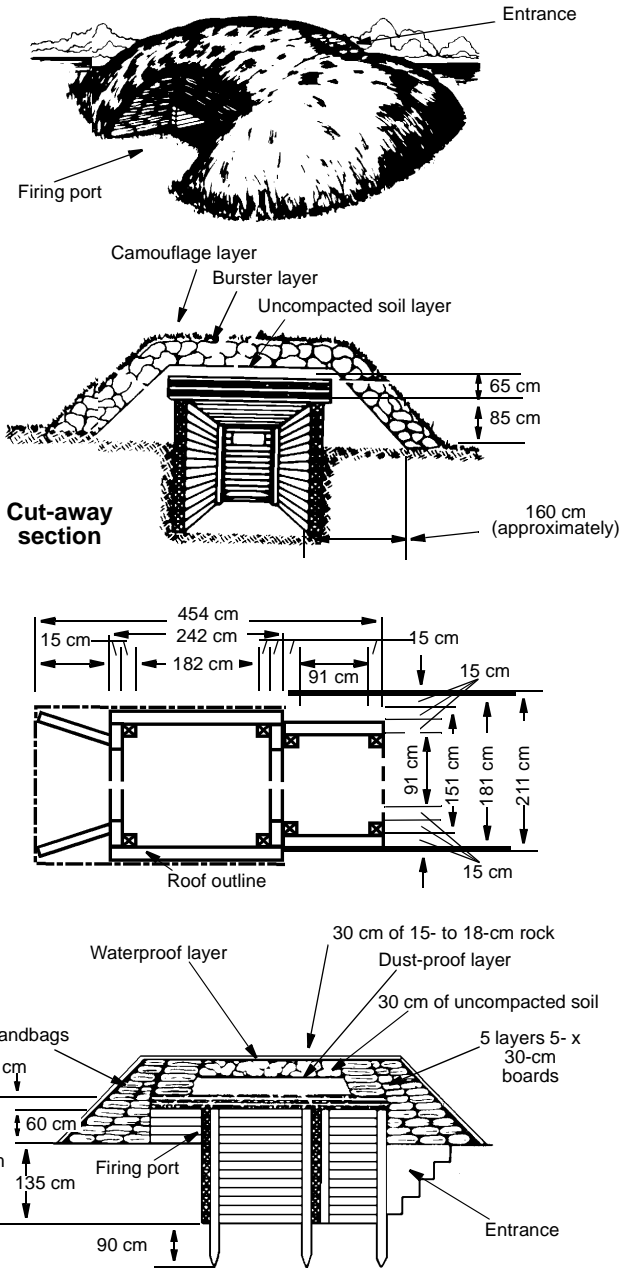 Entrance
Firing port
Camouflage layer
Burster layer
Uncompacted soil layer
65 cm
85 cm
Cut-away
section
160 cm
(approximately)
454 cm
15 cm
242 cm
15 cm
182 cm
91 cm
15 cm
91 cm
151 cm
181 cm
211 cm
15 cm
Roof outline
30 cm of 15- to 18-cm rock
Waterproof layer
Dust-proof layer
30 cm of uncompacted soil
5 layers 5- x
30-cm
boards
andbags
cm
60 cm
Firing port
135 cm
90 cm
Entrance